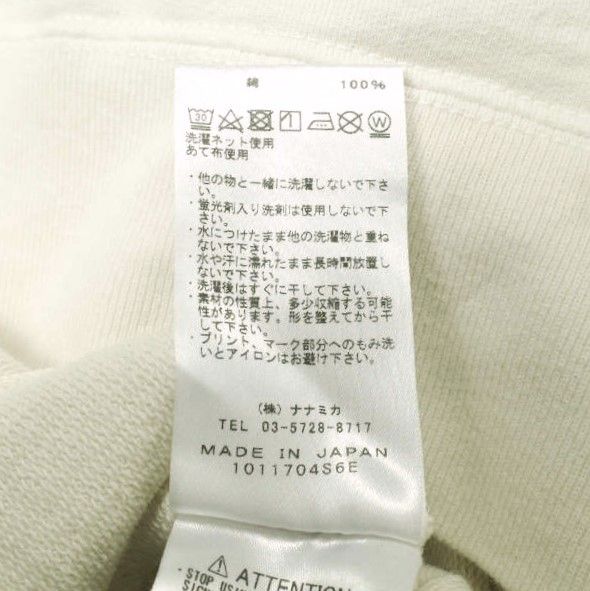 綿 100%
30 W
洗濯ネット使用
あて布使用
・他の物と一緒に洗濯しないで下さ
い。
・蛍光剤入り洗剤は使用しないで下
さい。
・水につけたまま他の洗濯物と重ね
ないで下さい。
・水や汗に濡れたまま長時間放置し
ないで下さい。
・洗濯後はすぐに干して下さい。
・素材の性質上、多少収縮する可能
性があります。形を整えてから干
して下さい。
・プリント、マーク部分へのもみ洗
いとアイロンはお避け下さい。
(株) ナナミカ
TEL 03-5728-8717
MADE IN JAPAN
1011704S6E
ATTENTION
・STOP